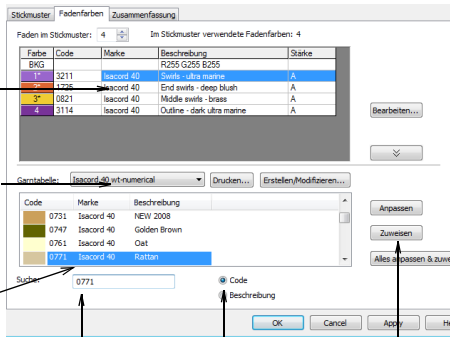 Stickmuster Fadenfarben Zusammenfassung
Faden im Stickmuster: 4 Im Stickmuster verwendete Fadenfarben: 4
Farbe Code Marke Beschreibung Stärke
BKG R255 G255 B255
1* 3211 Isacord 40 Swirls - ultra marine A
2* 1725 Isacord 40 End swirls - deep blush A
3* 0821 Isacord 40 Middle swirls - brass A
4 3114 Isacord 40 Outline - dark ultra marine A
Bearbeiten...
Garntabelle: Isacord 40 wt-numerical Drucken... Erstellen/Modifizieren...
Code Marke Beschreibung
0731 Isacord 40 NEW 2008
0747 Isacord 40 Golden Brown
0761 Isacord 40 Oat
0771 Isacord 40 Rattan
Anpassen
Zuweisen
Alles anpassen & zuwe
Suche: 0771 Code
Beschreibung
OK Cancel Apply He